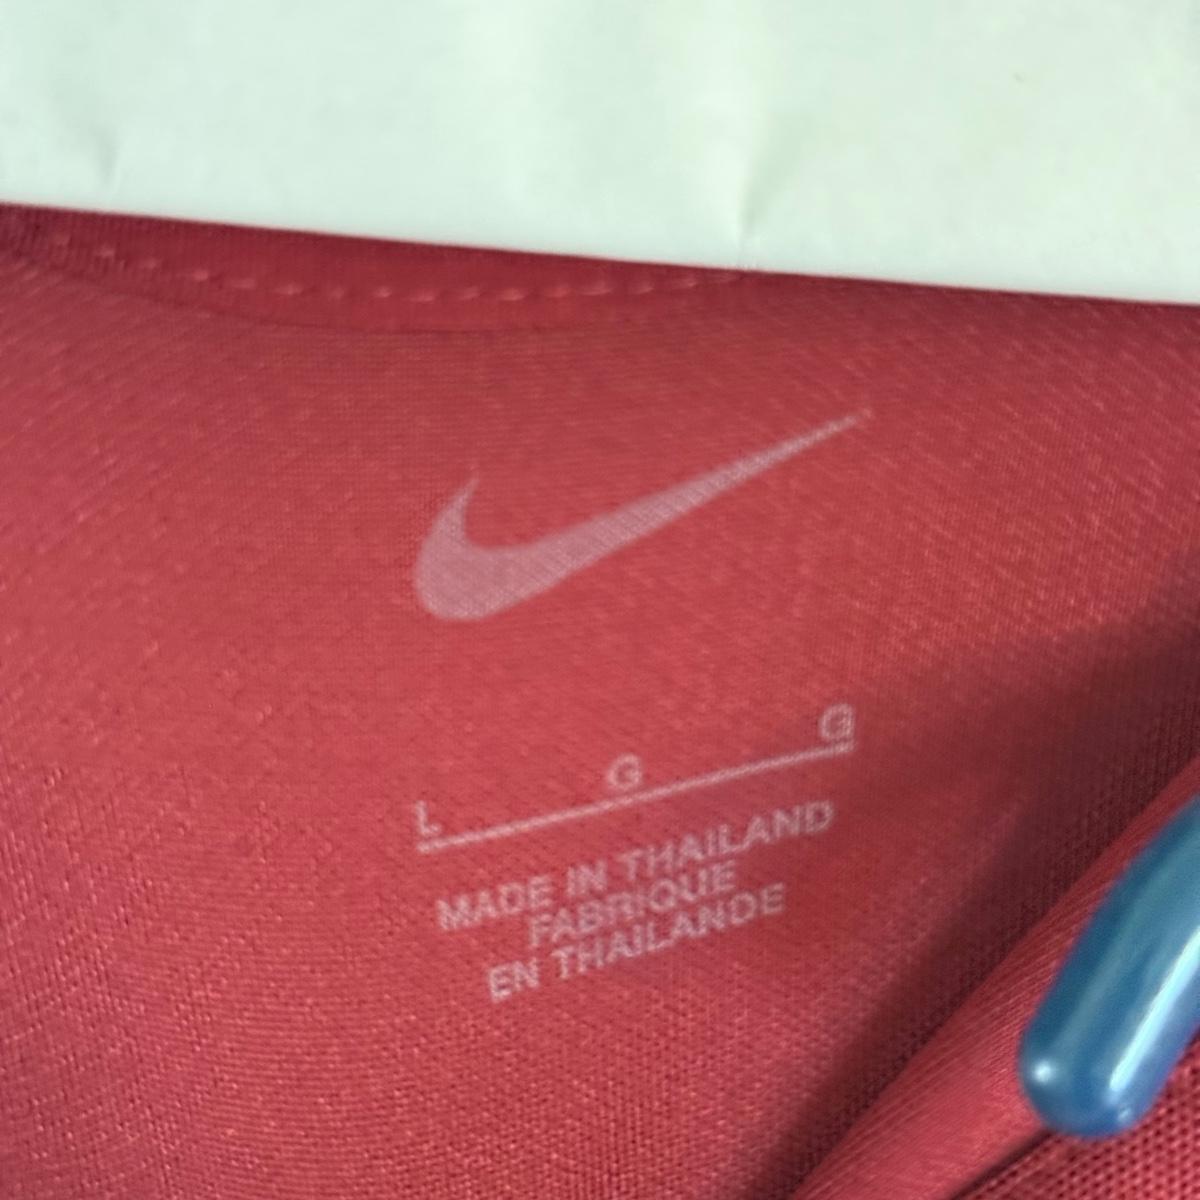 L G G
MADE IN THAILAND
FABRIQUE
EN THAILANDE